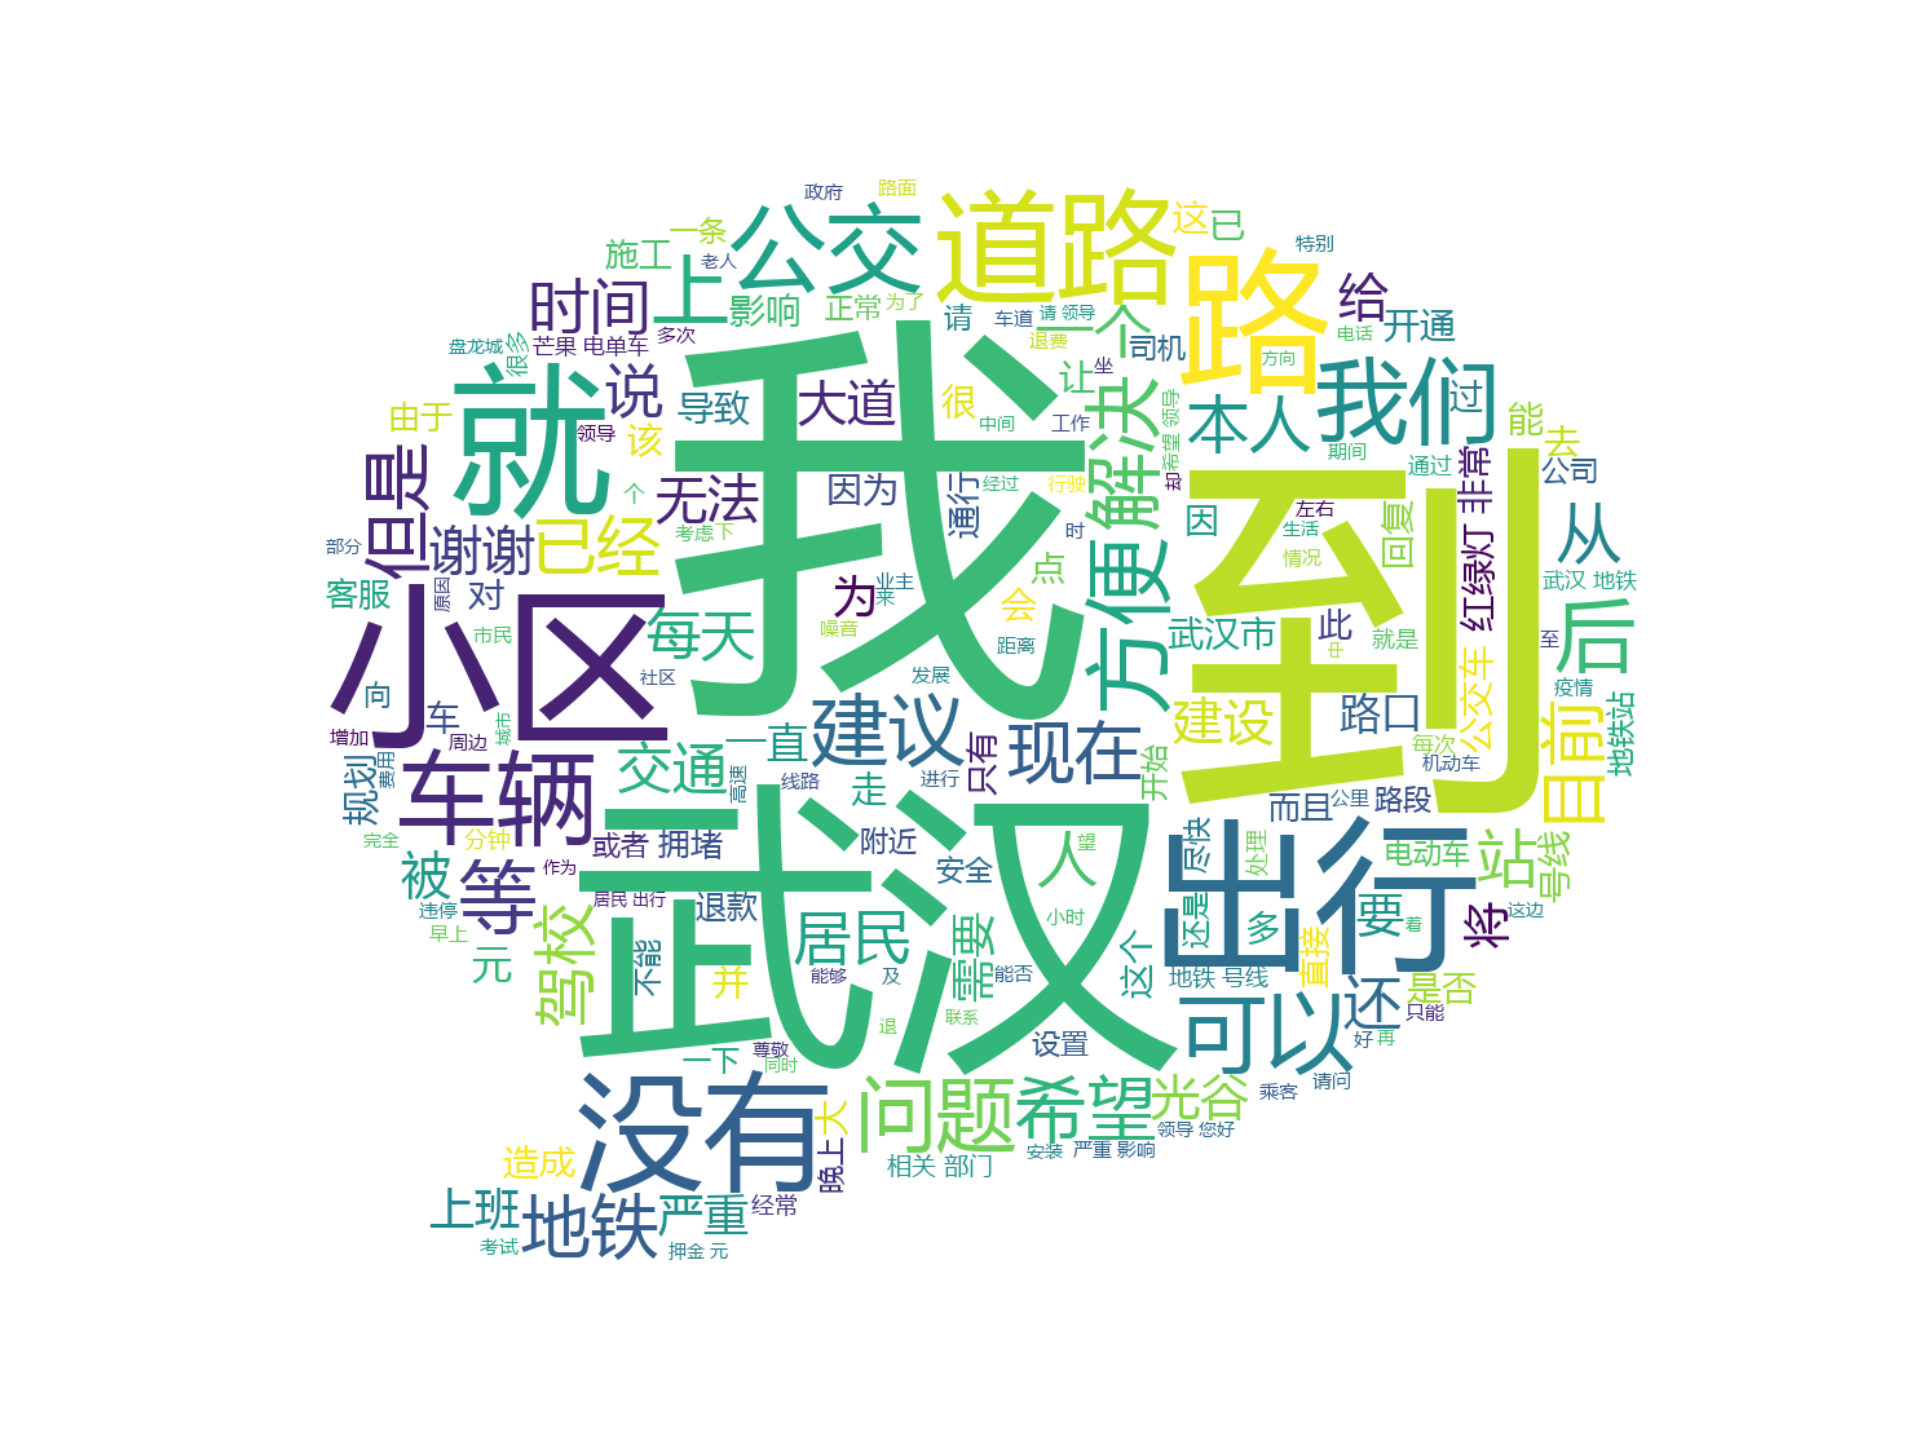 政府
路面
公交
道路
这
已
一条
施工
老人
上
特别
路
时间
影响
正常
为了
请
车道
请 领导
一个
给
开通
电话
盘龙城
很多
芒果 电单车
多次
退费
司机
方向
我
就
说
导致
大道
很
让
坐
解决
本人
我们
过
由于
领导
该
中间
工作
希望 领导
能
去
但是
谢谢
已经
个
无法
因为
通行
经过
行驶
却
期间
通过
非常
公司
到
因
左右
生活
回复
红绿灯
从
部分
考虑 下
时
情况
客服
原因
对
为
业主
来
点
会
方便
武汉 地铁
小区
市民
每天
噪音
距离
武汉市
此
中
就是
至
后
社区
发展
向
车
城市
建议
现在
建设
路口
公交车
疫情
目前
地铁站
增加
周边
交通
一直
只有
开始
每次
机动车
规划
费用
车辆
高速
线路
走
进行
而且
公里
路段
完全
分钟
或者
拥堵
附近
武汉
人
望
尽快
处理
出行
电动车
站
号线
被
等
作为
安全
违停
居民 出行
退款
居民
需要
小时
还是
多
要
着
将
这边
早上
元
驾校
不能
并
能够
及
能否
这个
地铁 号线
直接
是否
退
联系
可以
还
只能
一下
尊敬
同时
设置
好
再
没有
大
问题
希望
光谷
乘客
请问
造成
晚上
相关 部门
安装
严重 影响
领导 您好
上班
地铁
严重
经常
考试
押金 元